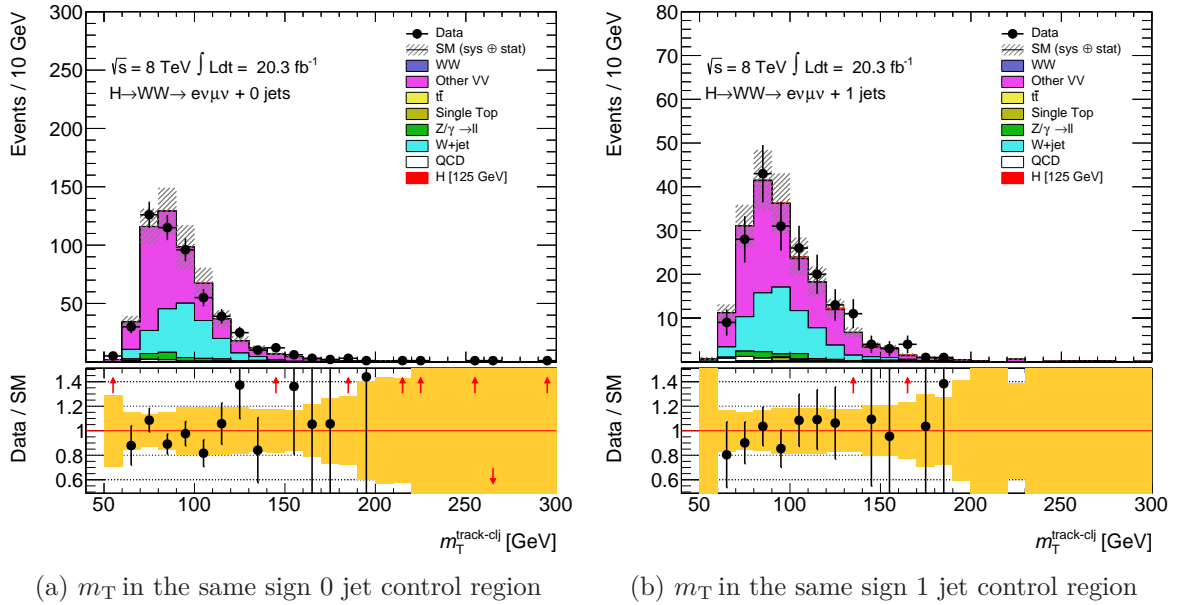 Events / 10 GeV
300
250
200
150
100
50
√s = 8 TeV ∫ Ldt = 20.3 fb⁻¹
H→WW→ eνμν + 0 jets
Data
SM (sys ⊕ stat)
WW
Other VV
tt̄
Single Top
Z/γ →ll
W+jet
QCD
H [125 GeV]
Data / SM
1.4
1.2
1
0.8
0.6
50 100 150 200 250 300
m_T^track-clj [GeV]
(a) m_T in the same sign 0 jet control region
Events / 10 GeV
80
70
60
50
40
30
20
10
√s = 8 TeV ∫ Ldt = 20.3 fb⁻¹
H→WW→ eνμν + 1 jets
Data
SM (sys ⊕ stat)
WW
Other VV
tt̄
Single Top
Z/γ →ll
W+jet
QCD
H [125 GeV]
Data / SM
1.4
1.2
1
0.8
0.6
50 100 150 200 250 300
m_T^track-clj [GeV]
(b) m_T in the same sign 1 jet control region